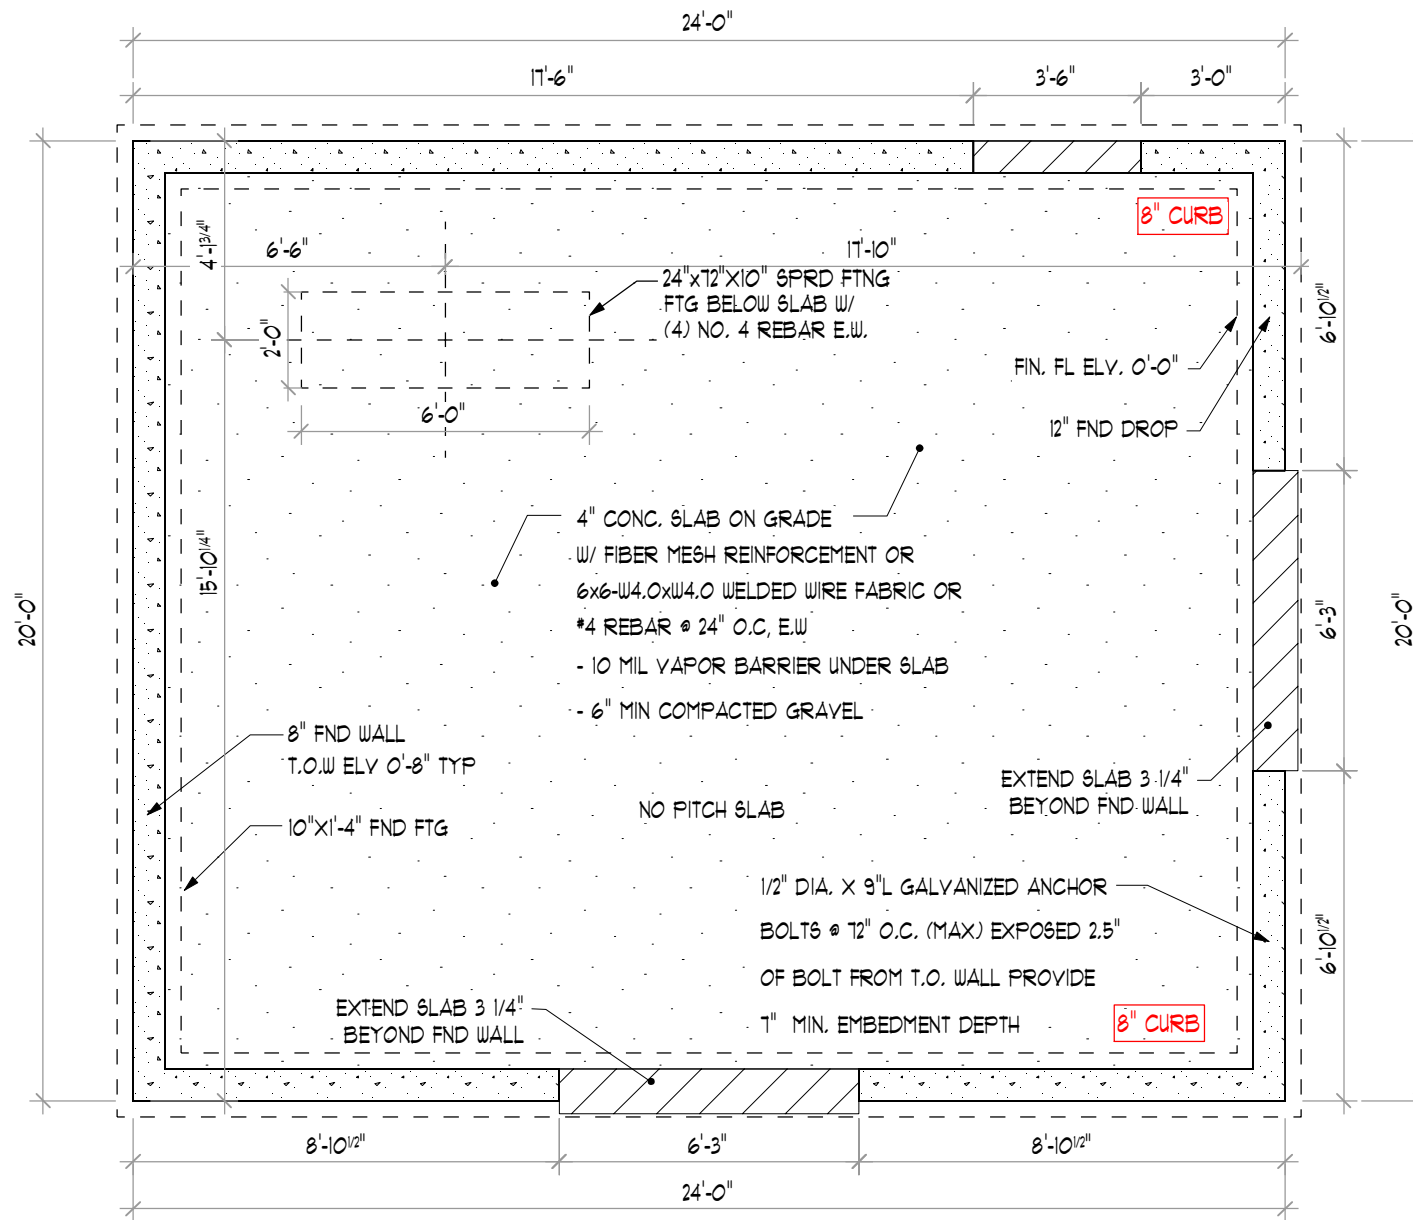 24'-0"
17'-6"
3'-6"
3'-0"
8" CURB
4'-1 3/4"
6'-6"
17'-10"
24"x72"X10" SPRD FTNG
FTG BELOW SLAB W/
(4) NO. 4 REBAR E.W.
6'-10 1/2"
2'-0"
FIN. FL ELV. 0'-0"
6'-0"
12" FND DROP
4" CONC. SLAB ON GRADE
W/ FIBER MESH REINFORCEMENT OR
6x6-W4.0xW4.0 WELDED WIRE FABRIC OR
#4 REBAR @ 24" O.C, E.W
- 10 MIL VAPOR BARRIER UNDER SLAB
- 6" MIN COMPACTED GRAVEL
15'-10 1/4"
20'-0"
6'-3"
20'-0"
8" FND WALL
T.O.W ELV 0'-8" TYP
EXTEND SLAB 3 1/4"
BEYOND FND WALL
NO PITCH SLAB
10"X1'-4" FND FTG
1/2" DIA. X 9"L GALVANIZED ANCHOR
BOLTS @ 72" O.C. (MAX) EXPOSED 2.5"
OF BOLT FROM T.O. WALL PROVIDE
7" MIN. EMBEDMENT DEPTH
6'-10 1/2"
EXTEND SLAB 3 1/4"
BEYOND FND WALL
8" CURB
8'-10 1/2"
6'-3"
8'-10 1/2"
24'-0"